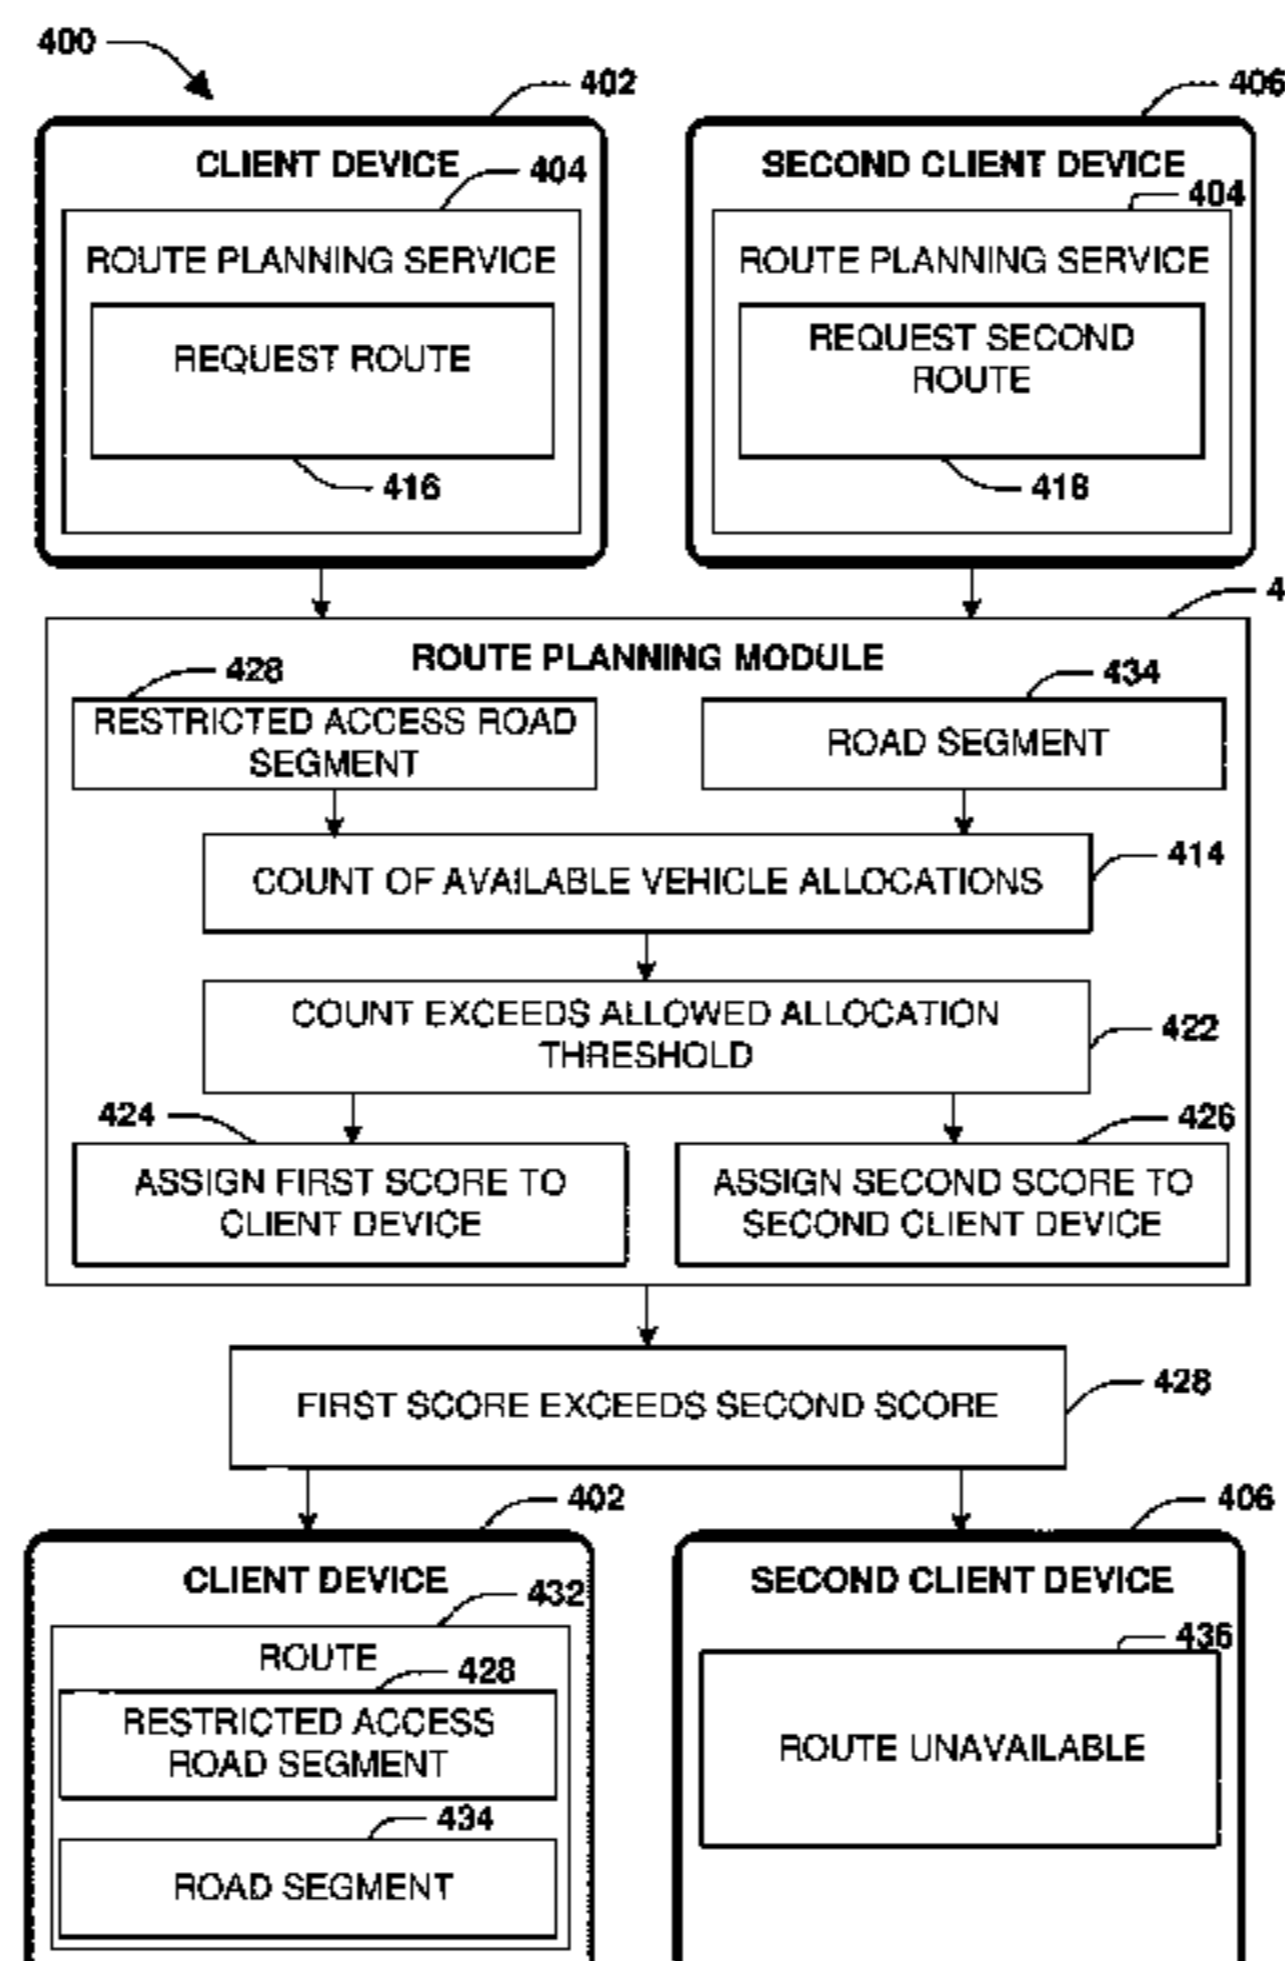 400
402
406
CLIENT DEVICE
404
SECOND CLIENT DEVICE
404
ROUTE PLANNING SERVICE
ROUTE PLANNING SERVICE
REQUEST ROUTE
REQUEST SECOND
ROUTE
416
418
4
ROUTE PLANNING MODULE
428
434
RESTRICTED ACCESS ROAD
SEGMENT
ROAD SEGMENT
414
COUNT OF AVAILABLE VEHICLE ALLOCATIONS
COUNT EXCEEDS ALLOWED ALLOCATION
THRESHOLD
422
424
426
ASSIGN FIRST SCORE TO
CLIENT DEVICE
ASSIGN SECOND SCORE TO
SECOND CLIENT DEVICE
428
FIRST SCORE EXCEEDS SECOND SCORE
402
406
CLIENT DEVICE
432
SECOND CLIENT DEVICE
436
ROUTE
428
RESTRICTED ACCESS
ROAD SEGMENT
ROUTE UNAVAILABLE
434
ROAD SEGMENT